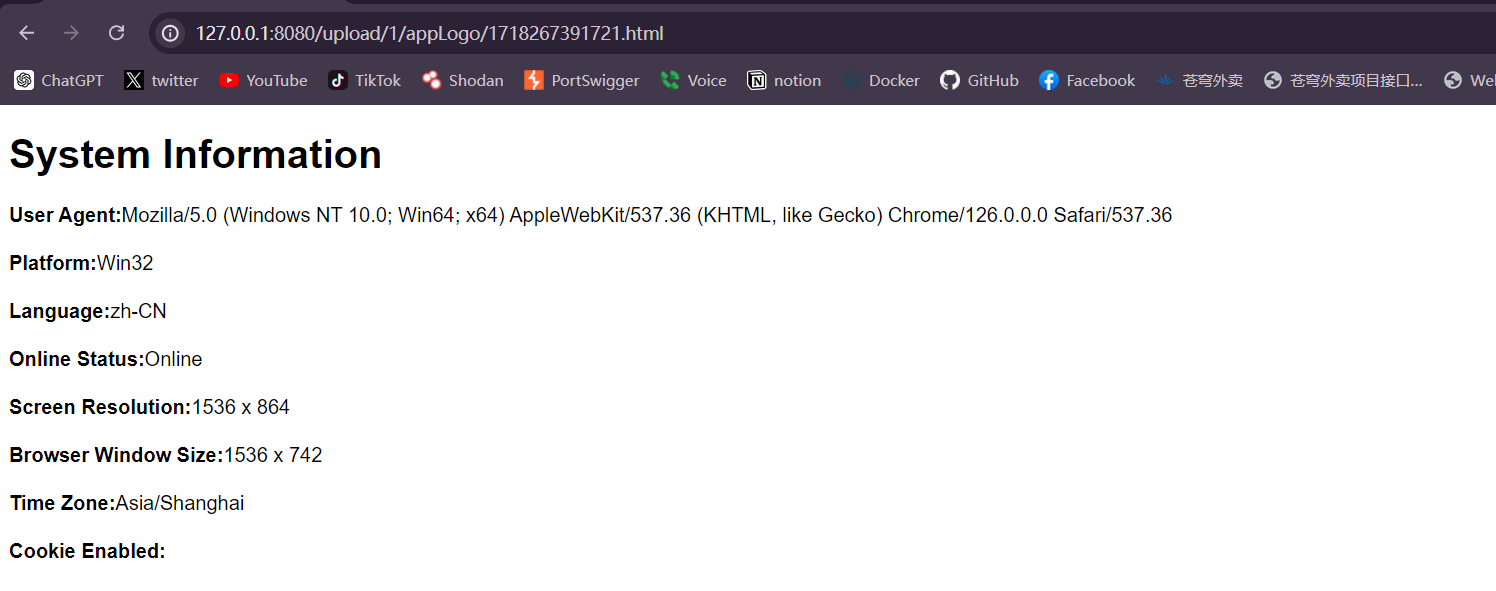 127.0.0.1:8080/upload/1/appLogo/1718267391721.html
ChatGPT twitter YouTube TikTok Shodan PortSwigger Voice notion Docker GitHub Facebook 苍穹外卖 苍穹外卖项目接口...
System Information
User Agent:Mozilla/5.0 (Windows NT 10.0; Win64; x64) AppleWebKit/537.36 (KHTML, like Gecko) Chrome/126.0.0.0 Safari/537.36
Platform:Win32
Language:zh-CN
Online Status:Online
Screen Resolution:1536 x 864
Browser Window Size:1536 x 742
Time Zone:Asia/Shanghai
Cookie Enabled: